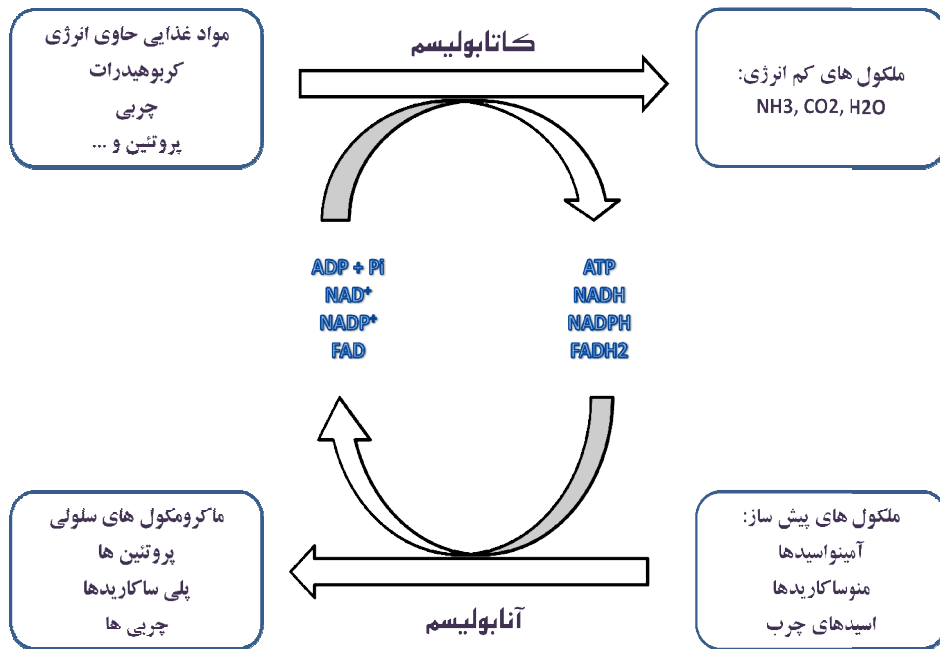 مواد غذایی حاوی انرژی
کربوهیدرات
چربی
پروتئین و ...
کاتابولیسم
ملکول های کم انرژی:
NH3, CO2, H2O
ADP + Pi
NAD⁺
NADP⁺
FAD
ATP
NADH
NADPH
FADH2
ماکرومکول های سلولی
پروتئین ها
پلی ساکاریدها
چربی ها
آنابولیسم
ملکول های پیش ساز:
آمینواسیدها
منوساکاریدها
اسیدهای چرب